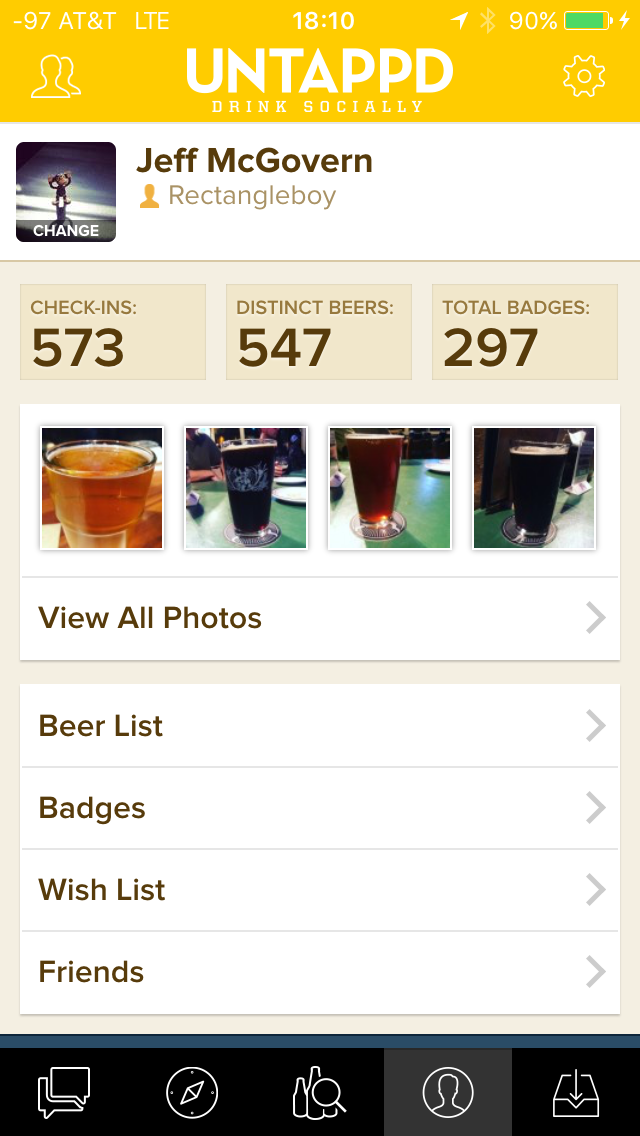 -97 AT&T LTE 18:10 90%
UNTAPPD
DRINK SOCIALLY
Jeff McGovern
Rectangleboy
CHANGE
CHECK-INS: DISTINCT BEERS: TOTAL BADGES:
573 547 297
View All Photos
Beer List
Badges
Wish List
Friends